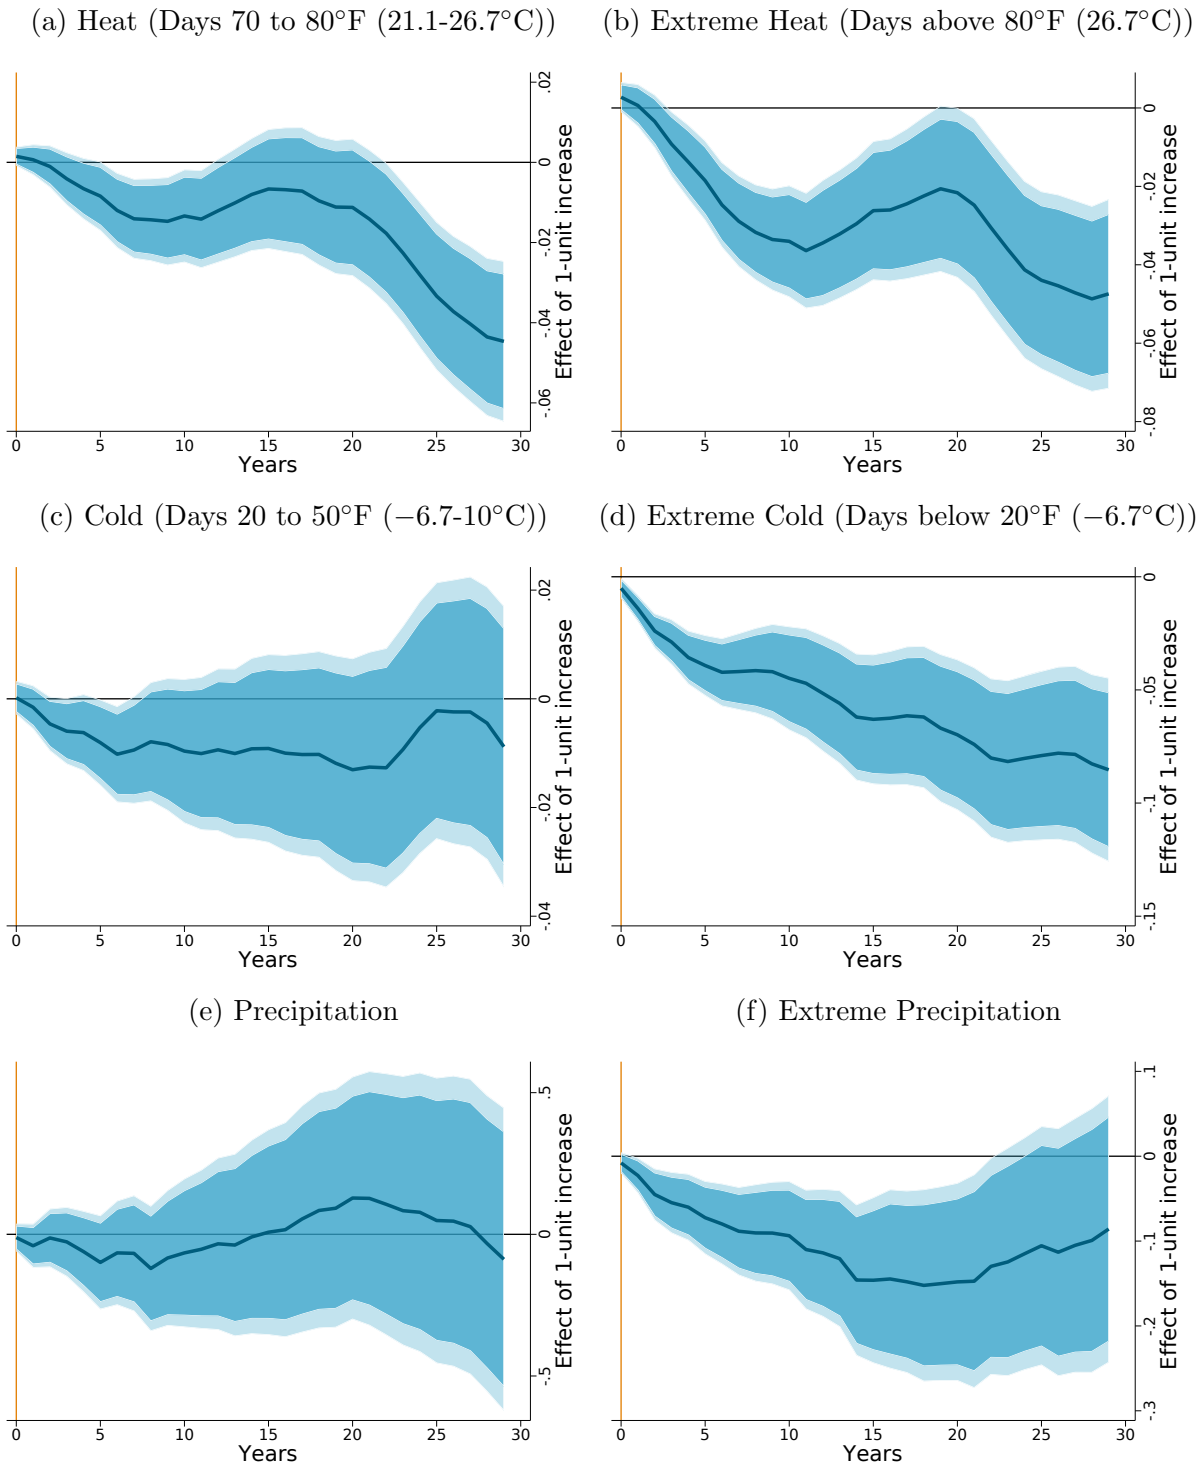 (a) Heat (Days 70 to 80°F (21.1-26.7°C))
.02
0
-.02
-.04
-.06
Effect of 1-unit increase
0 5 10 15 20 25 30
Years
(b) Extreme Heat (Days above 80°F (26.7°C)
0
-.02
-.04
-.06
-.08
Effect of 1-unit increase
0 5 10 15 20 25 30
Years
(c) Cold (Days 20 to 50°F (−6.7-10°C))
.02
0
-.02
-.04
Effect of 1-unit increase
0 5 10 15 20 25 30
Years
(d) Extreme Cold (Days below 20°F (−6.7°C))
0
-.05
-.1
-.15
Effect of 1-unit increase
0 5 10 15 20 25 30
Years
(e) Precipitation
.5
0
-.5
Effect of 1-unit increase
0 5 10 15 20 25 30
Years
(f) Extreme Precipitation
.1
0
-.1
-.2
-.3
Effect of 1-unit increase
0 5 10 15 20 25 30
Years